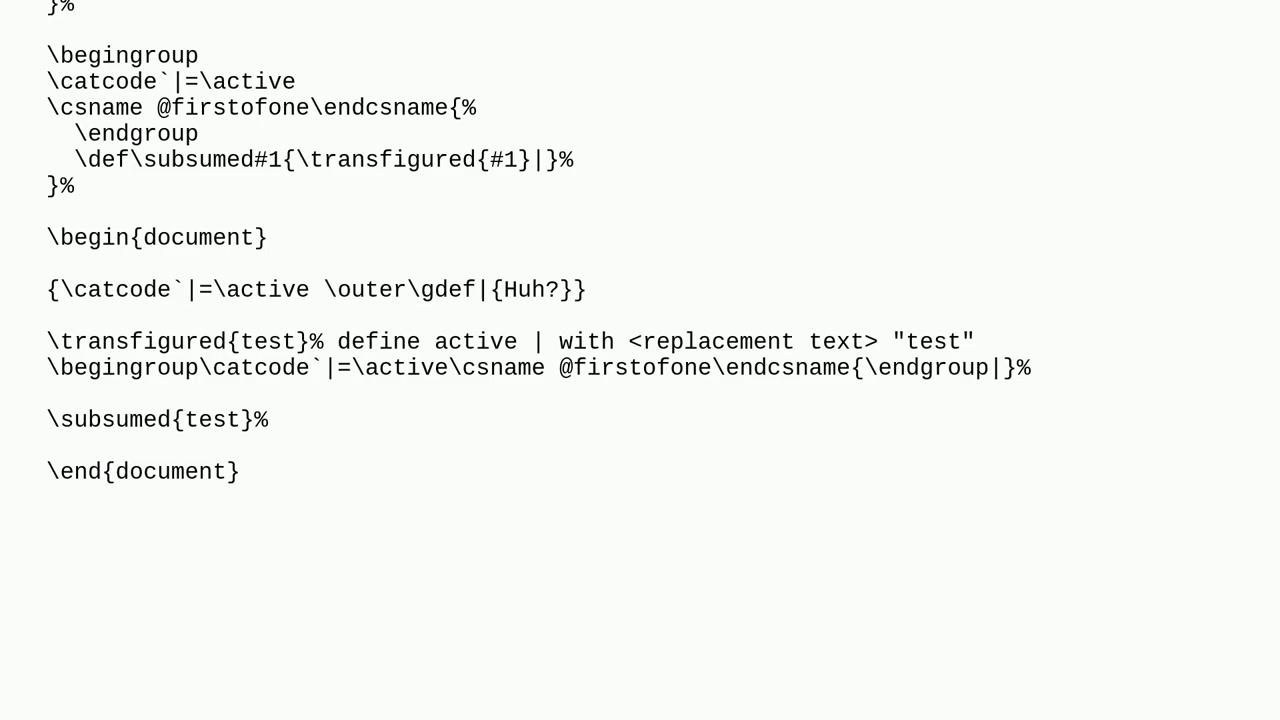 }%
\begingroup
\catcode`|=\active
\csname @firstofone\endcsname{%
  \endgroup
  \def\subsumed#1{\transfigured{#1}|}%
}%
\begin{document}
{\catcode`|=\active \outer\gdef|{Huh?}}
\transfigured{test}% define active | with <replacement text> "test"
\begingroup\catcode`|=\active\csname @firstofone\endcsname{\endgroup|}%
\subsumed{test}%
\end{document}